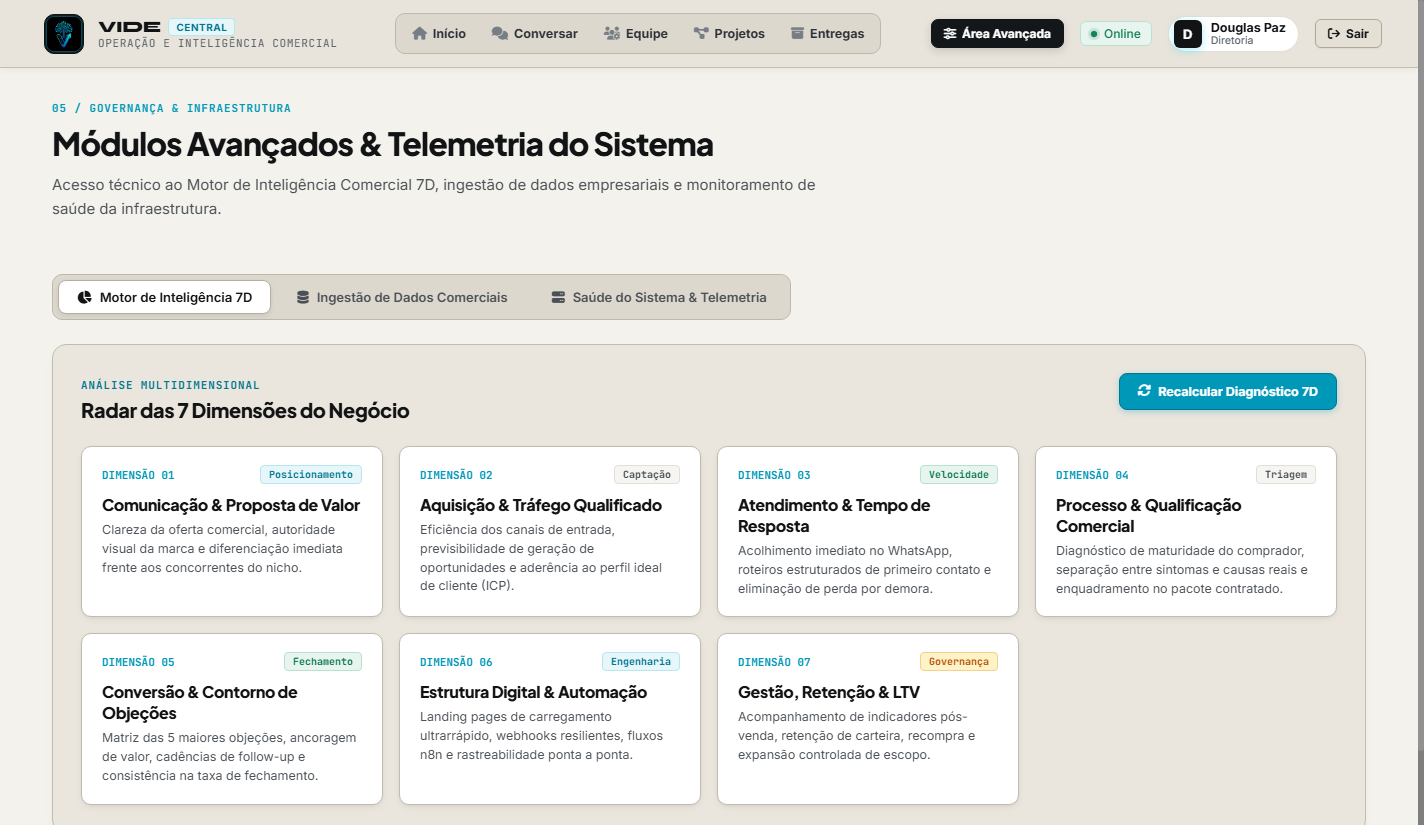 VIDE CENTRAL
OPERAÇÃO E INTELIGÊNCIA COMERCIAL
Início
Conversar
Equipe
Projetos
Entregas
Área Avançada
Online
D
Douglas Paz
Diretoria
Sair
05 / GOVERNANÇA & INFRAESTRUTURA
Módulos Avançados & Telemetria do Sistema
Acesso técnico ao Motor de Inteligência Comercial 7D, ingestão de dados empresariais e monitoramento de
saúde da infraestrutura.
Motor de Inteligência 7D
Ingestão de Dados Comerciais
Saúde do Sistema & Telemetria
ANÁLISE MULTIDIMENSIONAL
Radar das 7 Dimensões do Negócio
Recalcular Diagnóstico 7D
DIMENSÃO 01
Posicionamento
Comunicação & Proposta de Valor
Clareza da oferta comercial, autoridade
visual da marca e diferenciação imediata
frente aos concorrentes do nicho.
DIMENSÃO 02
Captação
Aquisição & Tráfego Qualificado
Eficiência dos canais de entrada,
previsibilidade de geração de
oportunidades e aderência ao perfil ideal
de cliente (ICP).
DIMENSÃO 03
Velocidade
Atendimento & Tempo de
Resposta
Acolhimento imediato no WhatsApp,
roteiros estruturados de primeiro contato e
eliminação de perda por demora.
DIMENSÃO 04
Triagem
Processo & Qualificação
Comercial
Diagnóstico de maturidade do comprador,
separação entre sintomas e causas reais e
enquadramento no pacote contratado.
DIMENSÃO 05
Fechamento
Conversão & Contorno de
Objeções
Matriz das 5 maiores objeções, ancoragem
de valor, cadências de follow-up e
consistência na taxa de fechamento.
DIMENSÃO 06
Engenharia
Estrutura Digital & Automação
Landing pages de carregamento
ultrarrápido, webhooks resilientes, fluxos
n8n e rastreabilidade ponta a ponta.
DIMENSÃO 07
Governança
Gestão, Retenção & LTV
Acompanhamento de indicadores pós-
venda, retenção de carteira, recompra e
expansão controlada de escopo.